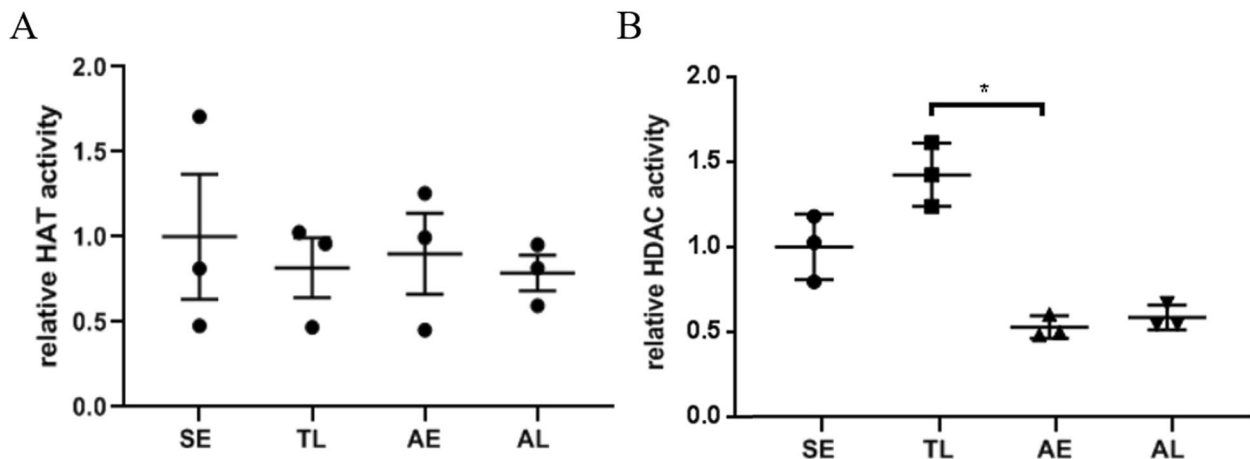 A
relative HAT activity
2.0
1.5
1.0
0.5
0.0
SE TL AE AL
B
relative HDAC activity
2.0
1.5
1.0
0.5
0.0
*
SE TL AE AL